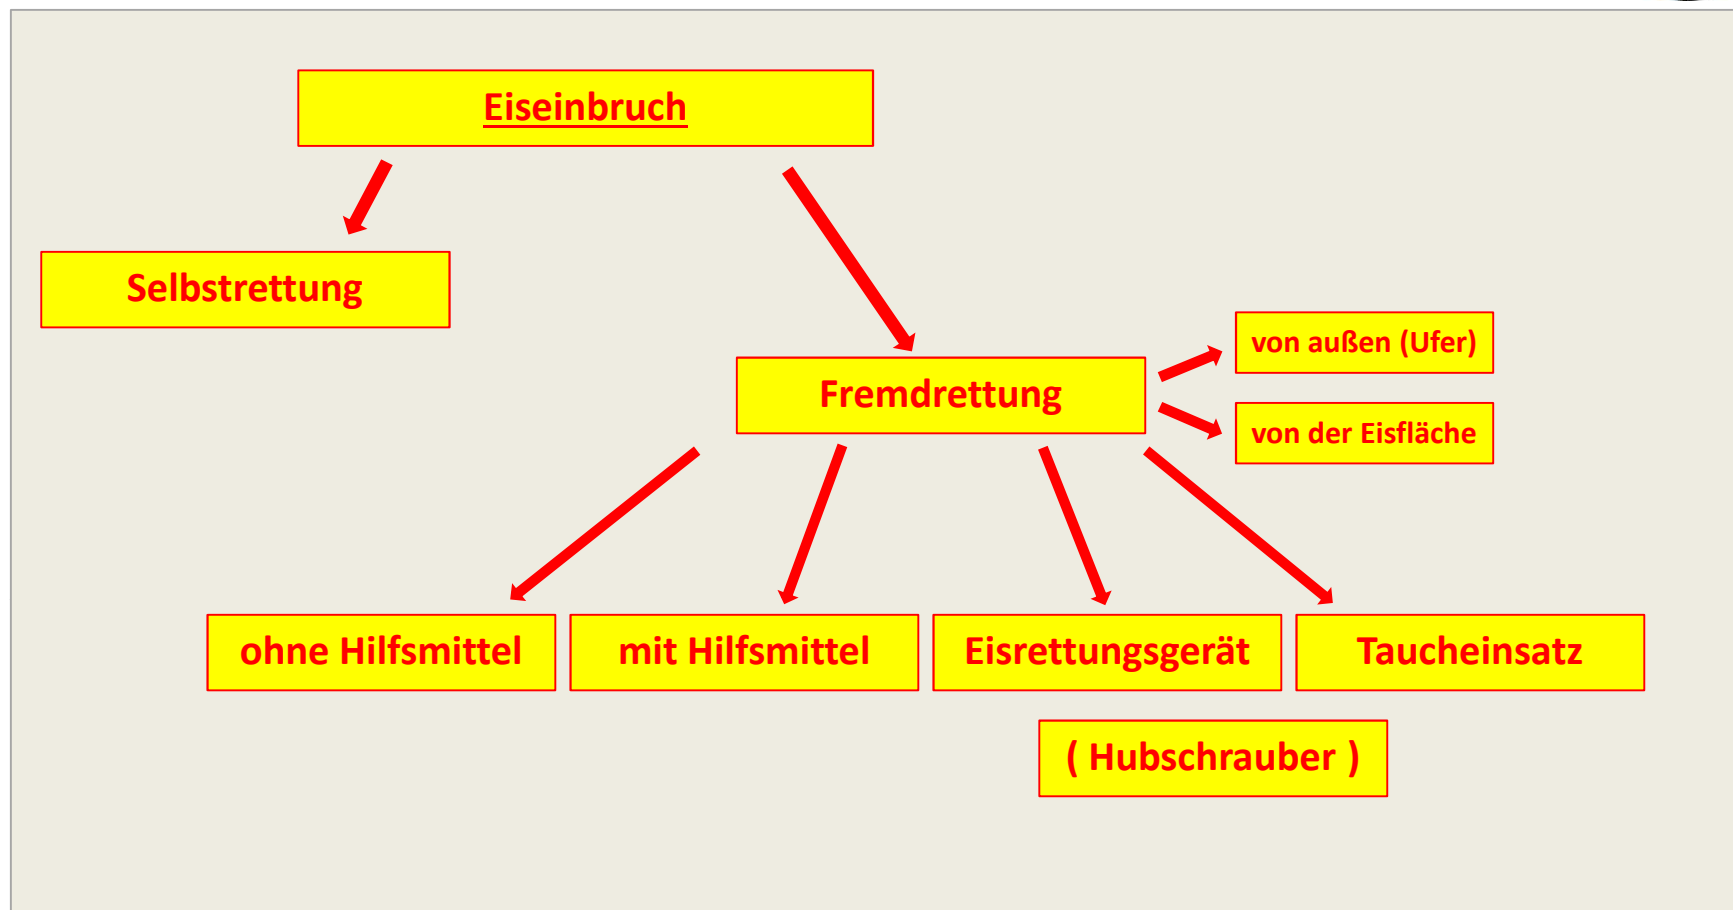 Eiseinbruch
Selbstrettung
von außen (Ufer)
Fremdrettung
von der Eisfläche
ohne Hilfsmittel
mit Hilfsmittel
Eisrettungsgerät
Taucheinsatz
( Hubschrauber )